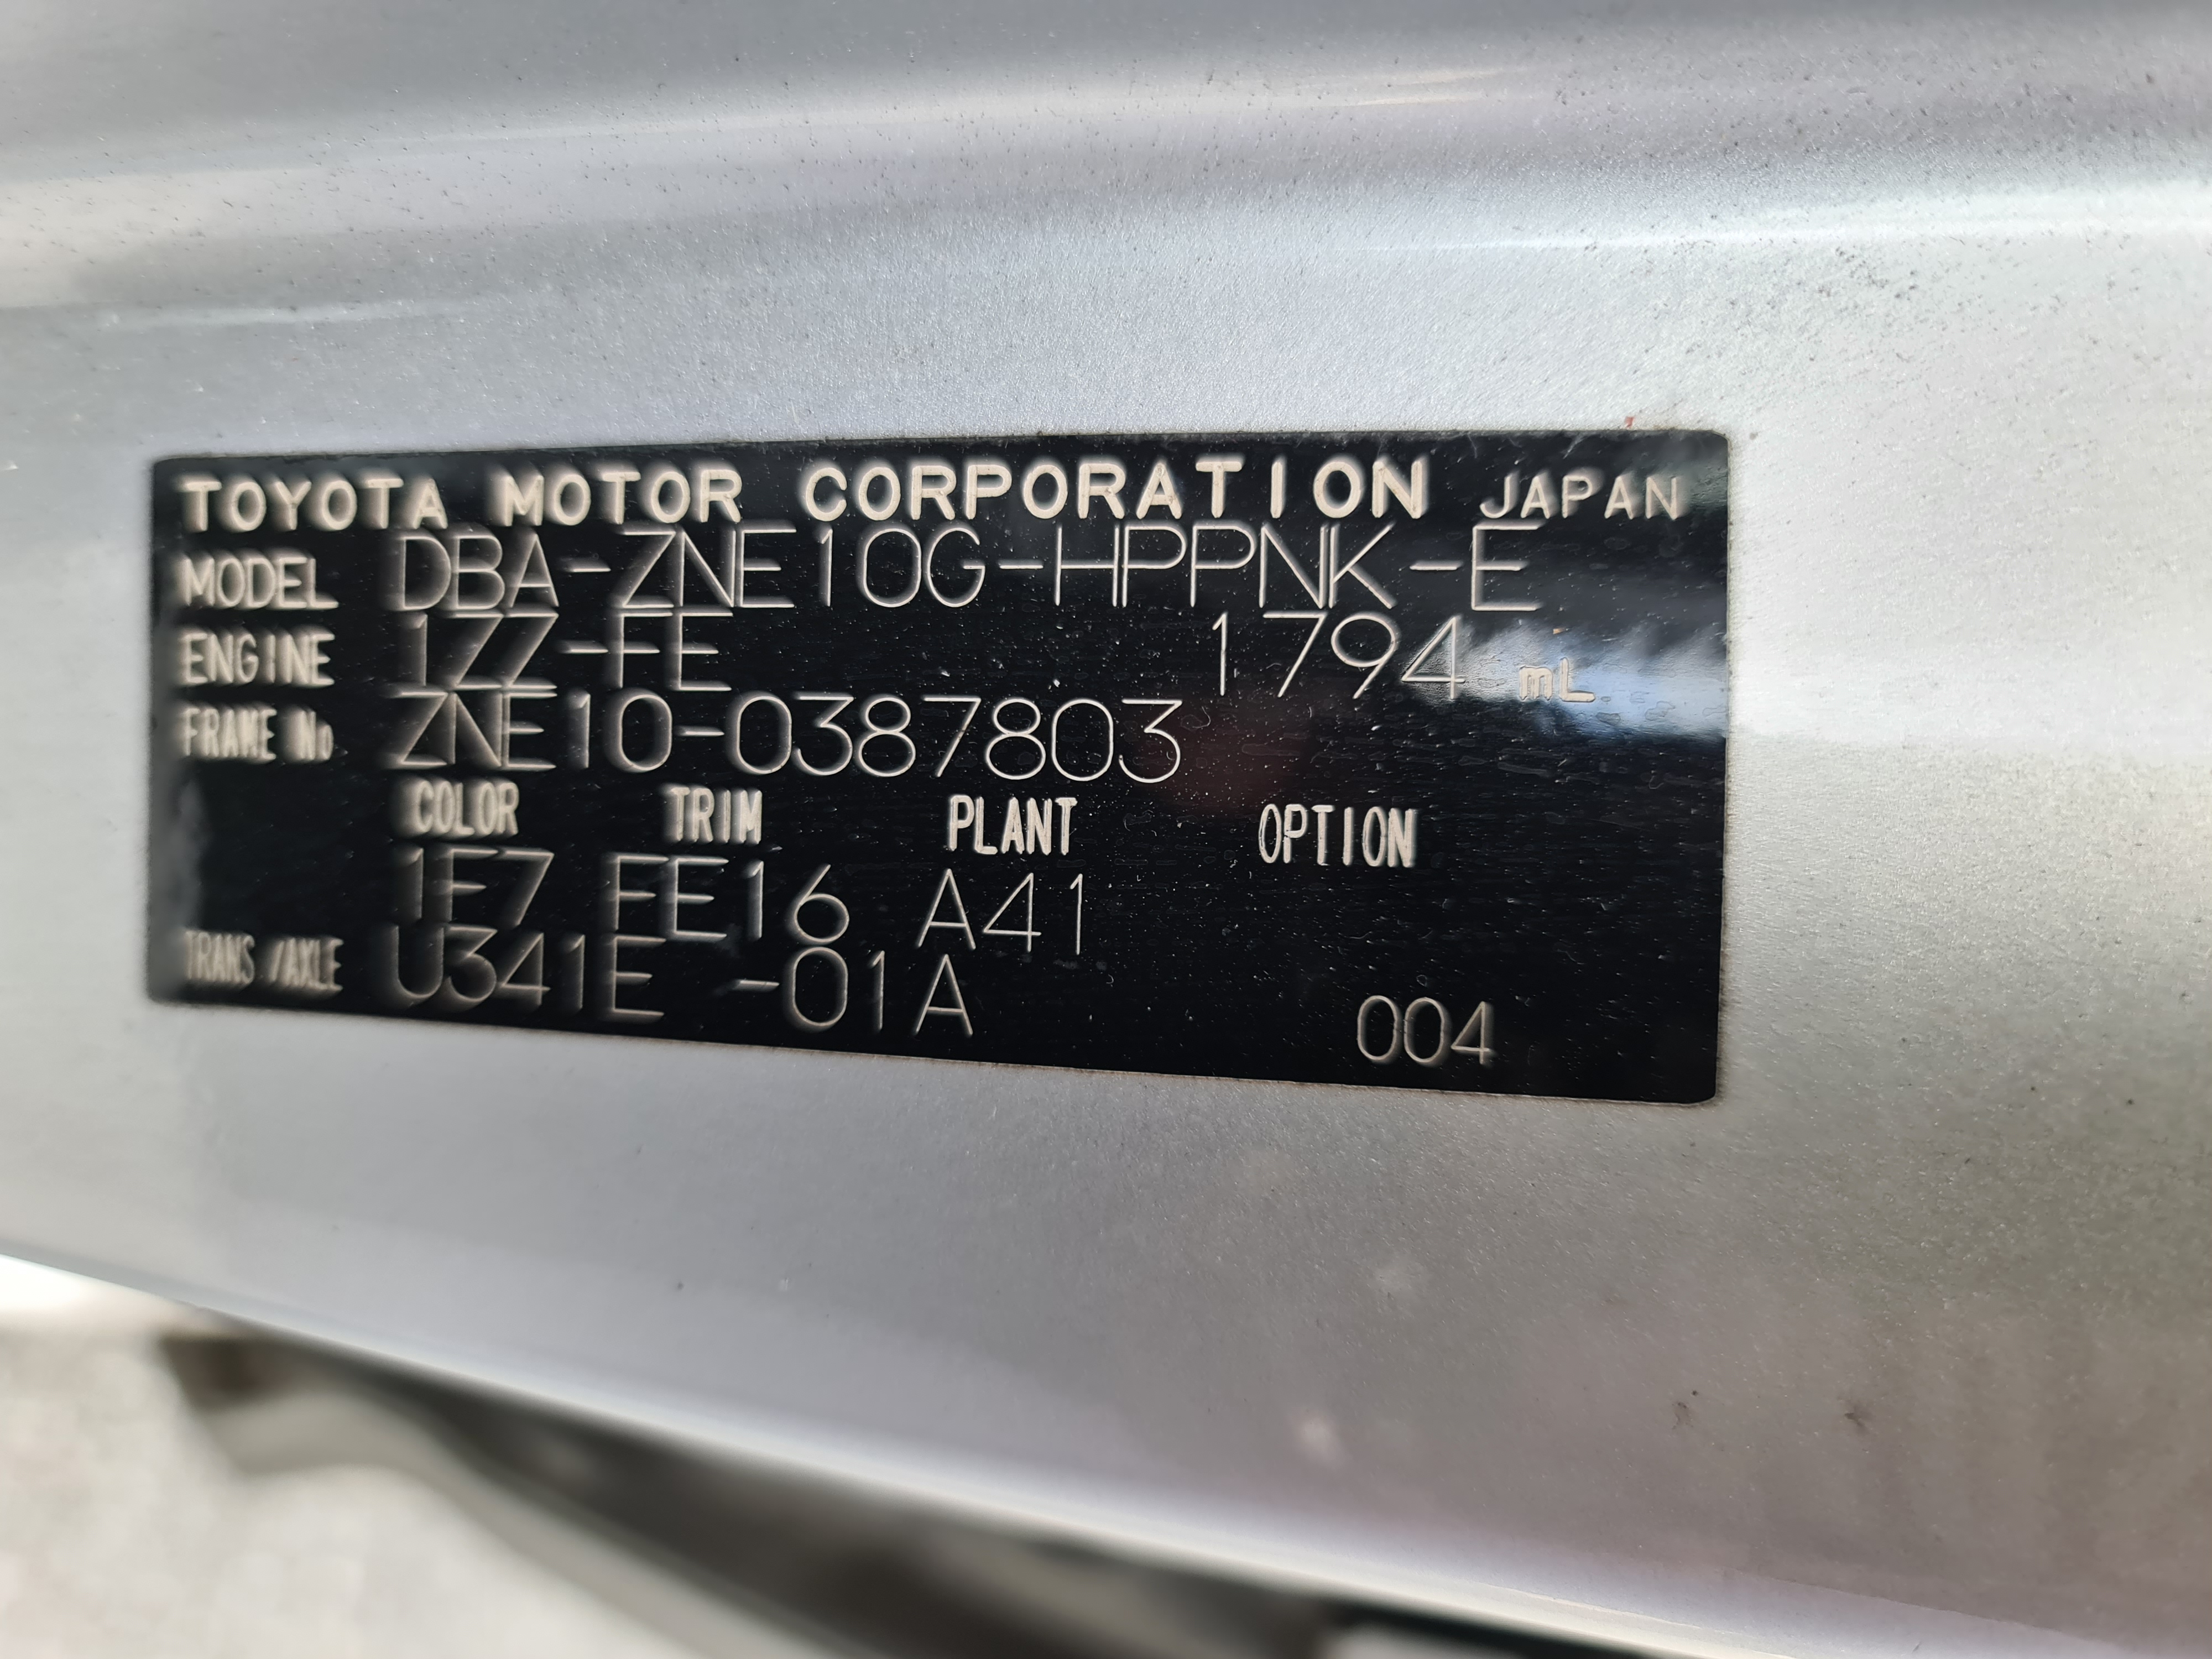 TOYOTA MOTOR CORPORATION JAPAN
MODEL DBA-ZNE10G-HPPNK-E
ENGINE 1ZZ-FE 1794 mL
FRAME No ZNE10-0387803
COLOR TRIM PLANT OPTION
1E7 FE16 A41
TRANS/AXLE U341E -01A 004